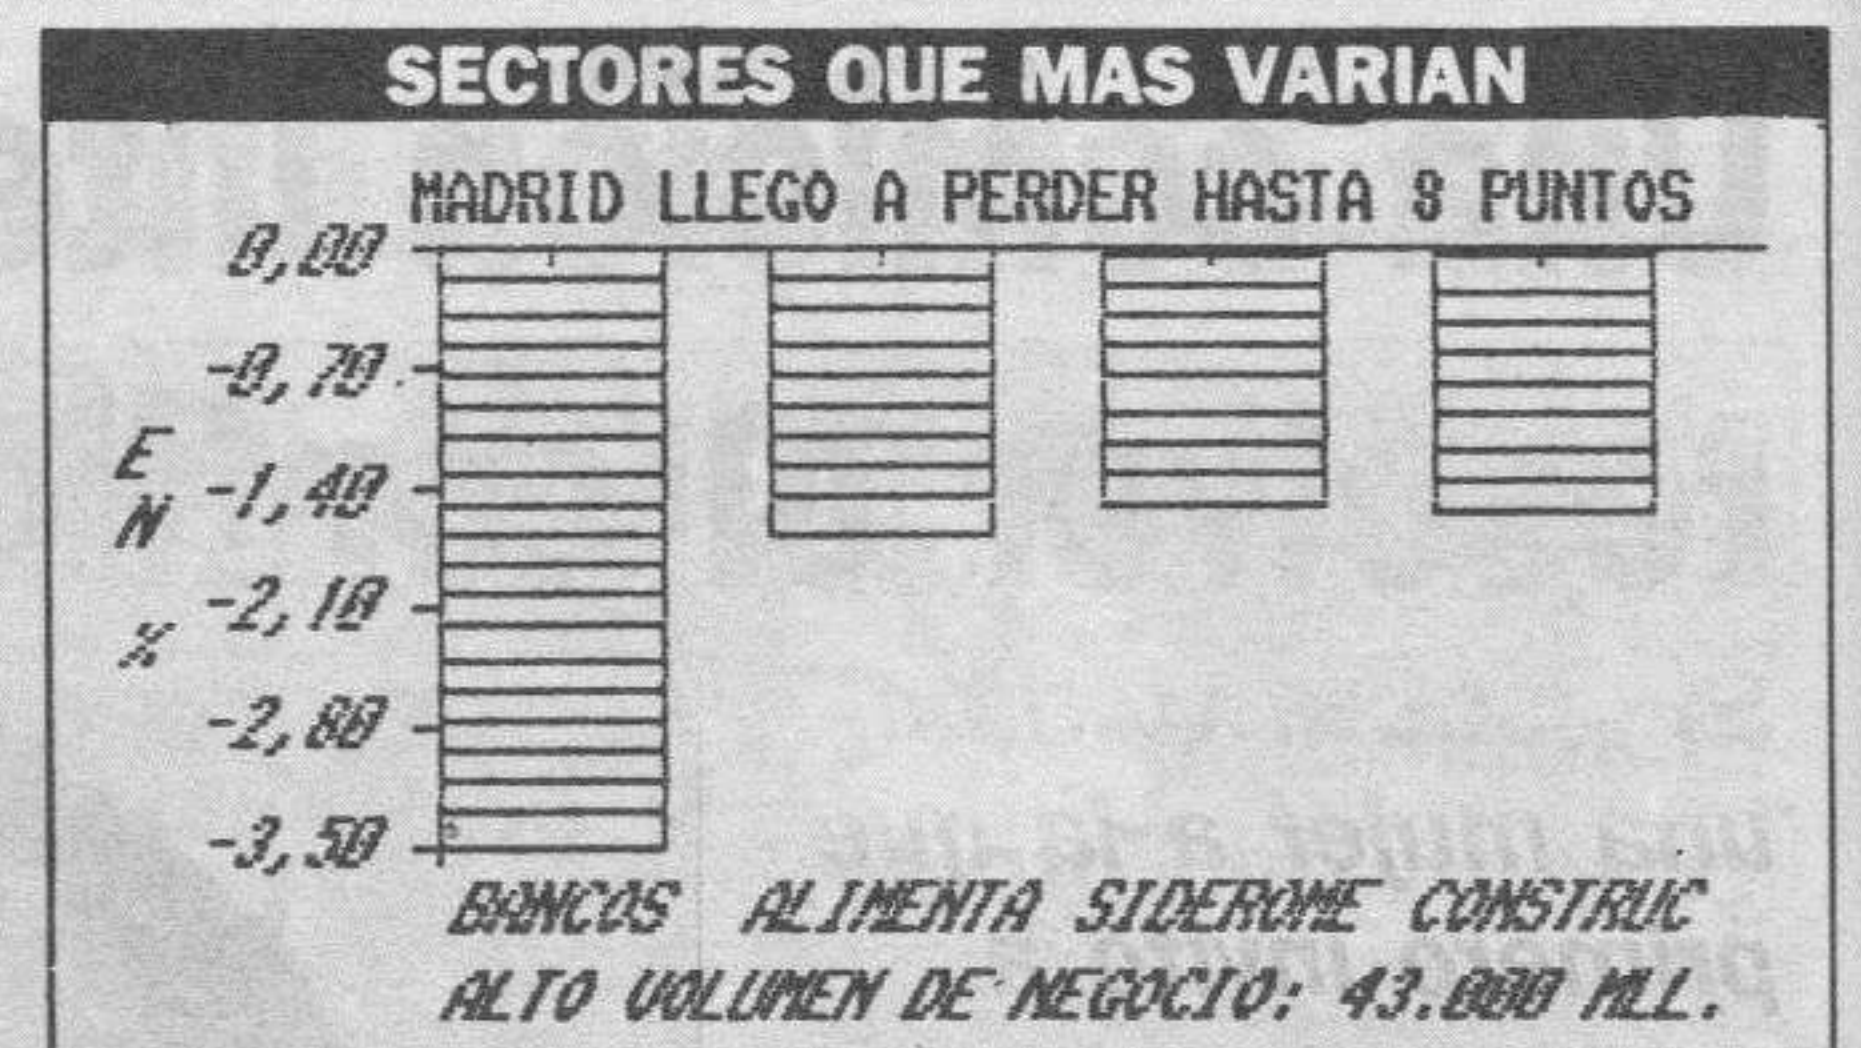 SECTORES QUE MAS VARIAN
MADRID LLEGO A PERDER HASTA 8 PUNTOS
0,00
-0,70
-1,40
-2,10
-2,80
-3,50
EN %
BANCOS ALIMENTA SIDEROME CONSTRUC
ALTO VOLUMEN DE NEGOCIO: 43.000 MLL.